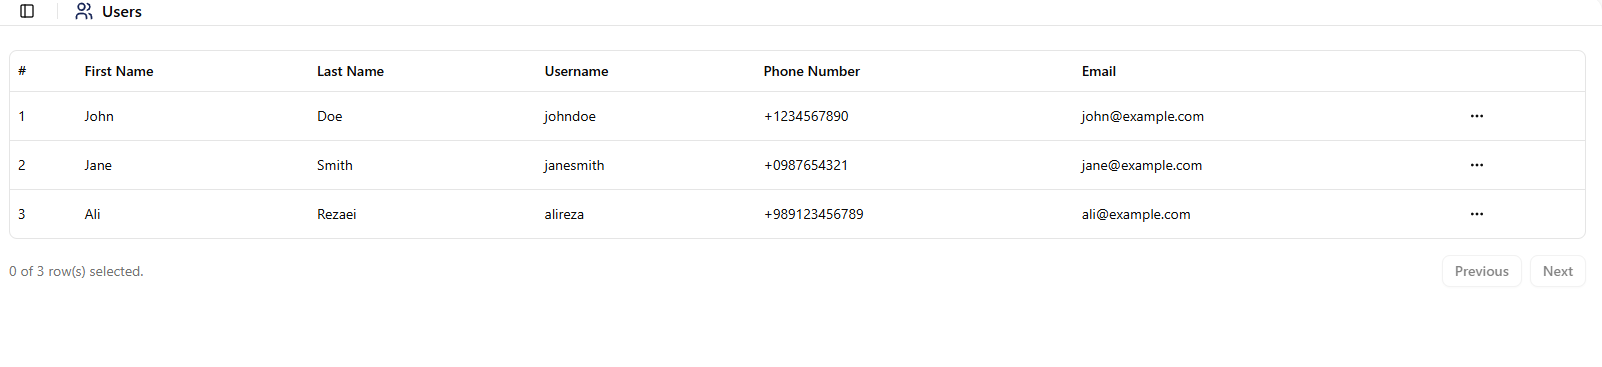 Users
# First Name Last Name Username Phone Number Email
1 John Doe johndoe +1234567890 john@example.com ...
2 Jane Smith janesmith +0987654321 jane@example.com ...
3 Ali Rezaei alireza +989123456789 ali@example.com ...
0 of 3 row(s) selected. Previous Next